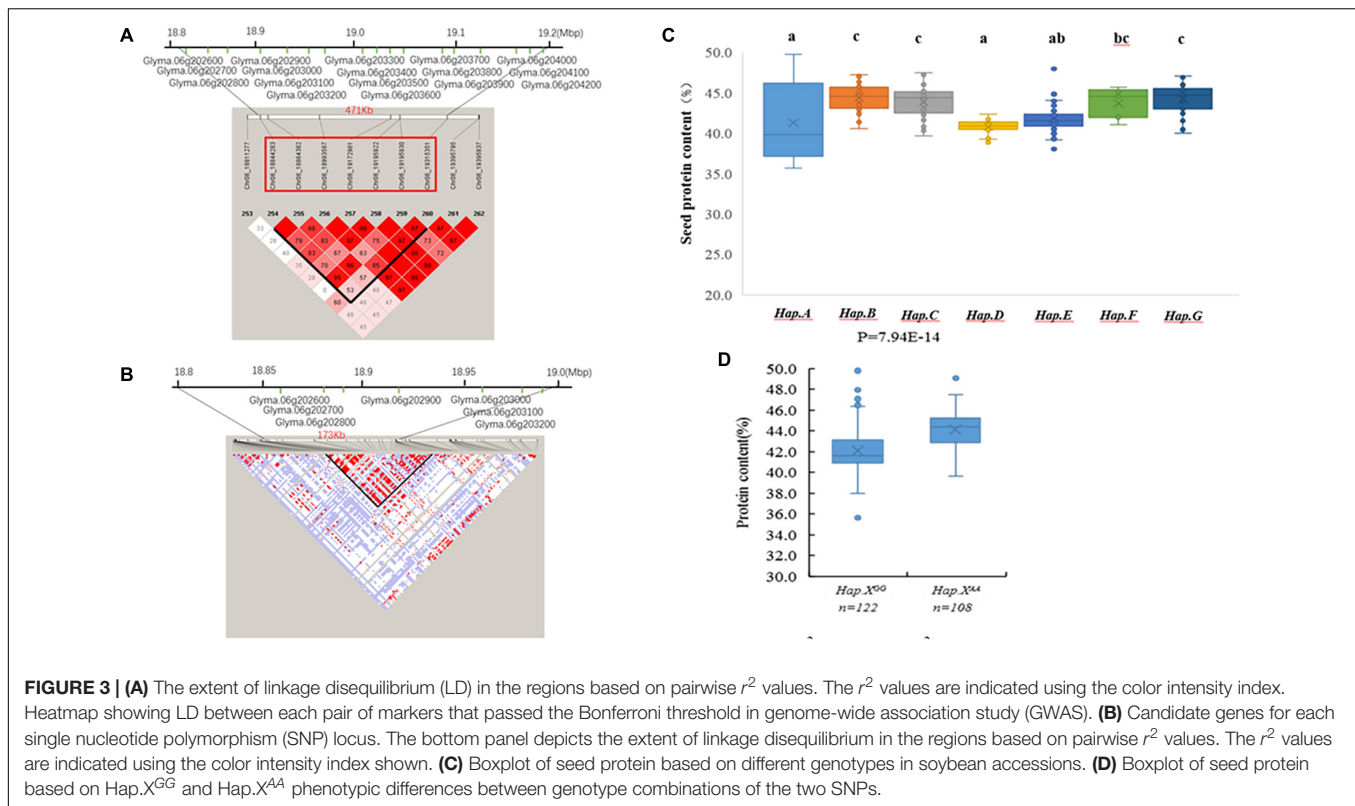 A
18.8 18.9 19.0 19.1 19.2(Mbp)
Glyma.06g202600 Glyma.06g202900 Glyma.06g203300 Glyma.06g203700 Glyma.06g204000
Glyma.06g202700 Glyma.06g203000 Glyma.06g203400 Glyma.06g203800 Glyma.06g204100
Glyma.06g202800 Glyma.06g203100 Glyma.06g203500 Glyma.06g203900 Glyma.06g204200
Glyma.06g203200 Glyma.06g203600
471Kb
253 254 255 256 257 258 259 260 261 262
B
18.8 18.85 18.9 18.95 19.0(Mbp)
Glyma.06g202600 Glyma.06g202900 Glyma.06g203000
Glyma.06g202700 Glyma.06g203100
Glyma.06g202800 Glyma.06g203200
173Kb
C
a c c a ab bc c
50.0
45.0
40.0
35.0
30.0
25.0
20.0
Seed protein content (%)
Hap.A Hap.B Hap.C Hap.D Hap.E Hap.F Hap.G
P=7.94E-14
D
50.0
48.0
46.0
44.0
42.0
40.0
38.0
36.0
34.0
32.0
30.0
Protein content(%)
Hap.X^GG Hap.X^AA
n=122 n=108
FIGURE 3 | (A) The extent of linkage disequilibrium (LD) in the regions based on pairwise r² values. The r² values are indicated using the color intensity index.
Heatmap showing LD between each pair of markers that passed the Bonferroni threshold in genome-wide association study (GWAS). (B) Candidate genes for each
single nucleotide polymorphism (SNP) locus. The bottom panel depicts the extent of linkage disequilibrium in the regions based on pairwise r² values. The r² values
are indicated using the color intensity index shown. (C) Boxplot of seed protein based on different genotypes in soybean accessions. (D) Boxplot of seed protein
based on Hap.X^GG and Hap.X^AA phenotypic differences between genotype combinations of the two SNPs.